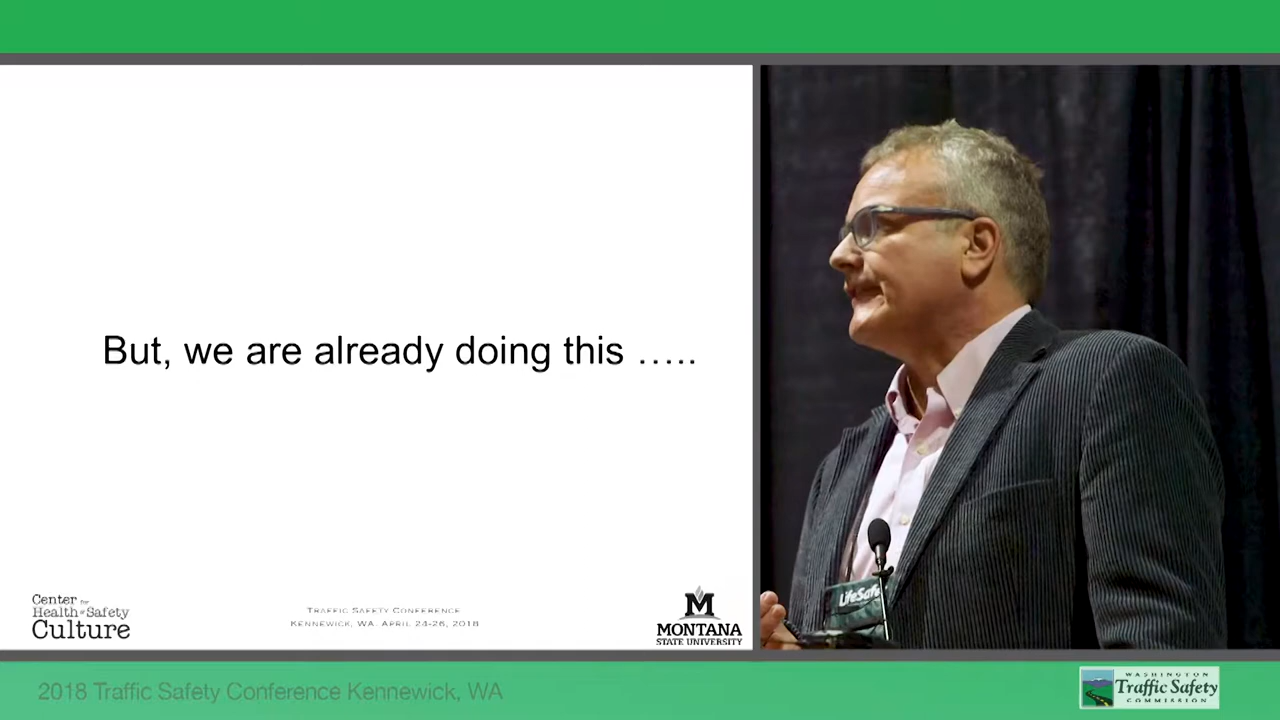 But, we are already doing this …..
Center for
Health & Safety
Culture
TRAFFIC SAFETY CONFERENCE
KENNEWICK, WA. APRIL 24-26, 2018
M
MONTANA
STATE UNIVERSITY
LifeSafe
2018 Traffic Safety Conference Kennewick, WA
WASHINGTON
Traffic Safety
COMMISSION